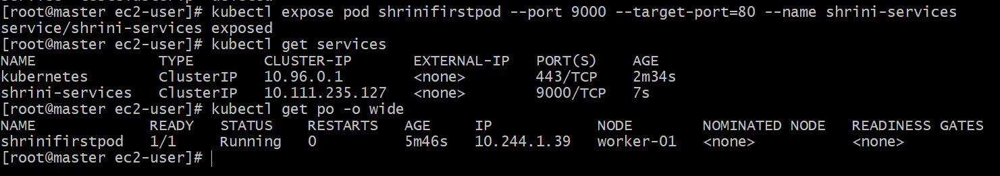 [root@master ec2-user]# kubectl expose pod shrinifirstpod --port 9000 --target-port=80 --name shrini-services
service/shrini-services exposed
[root@master ec2-user]# kubectl get services
NAME TYPE CLUSTER-IP EXTERNAL-IP PORT(S) AGE
kubernetes ClusterIP 10.96.0.1 <none> 443/TCP 2m34s
shrini-services ClusterIP 10.111.235.127 <none> 9000/TCP 7s
[root@master ec2-user]# kubectl get po -o wide
NAME READY STATUS RESTARTS AGE IP NODE NOMINATED NODE READINESS GATES
shrinifirstpod 1/1 Running 0 5m46s 10.244.1.39 worker-01 <none> <none>
[root@master ec2-user]#